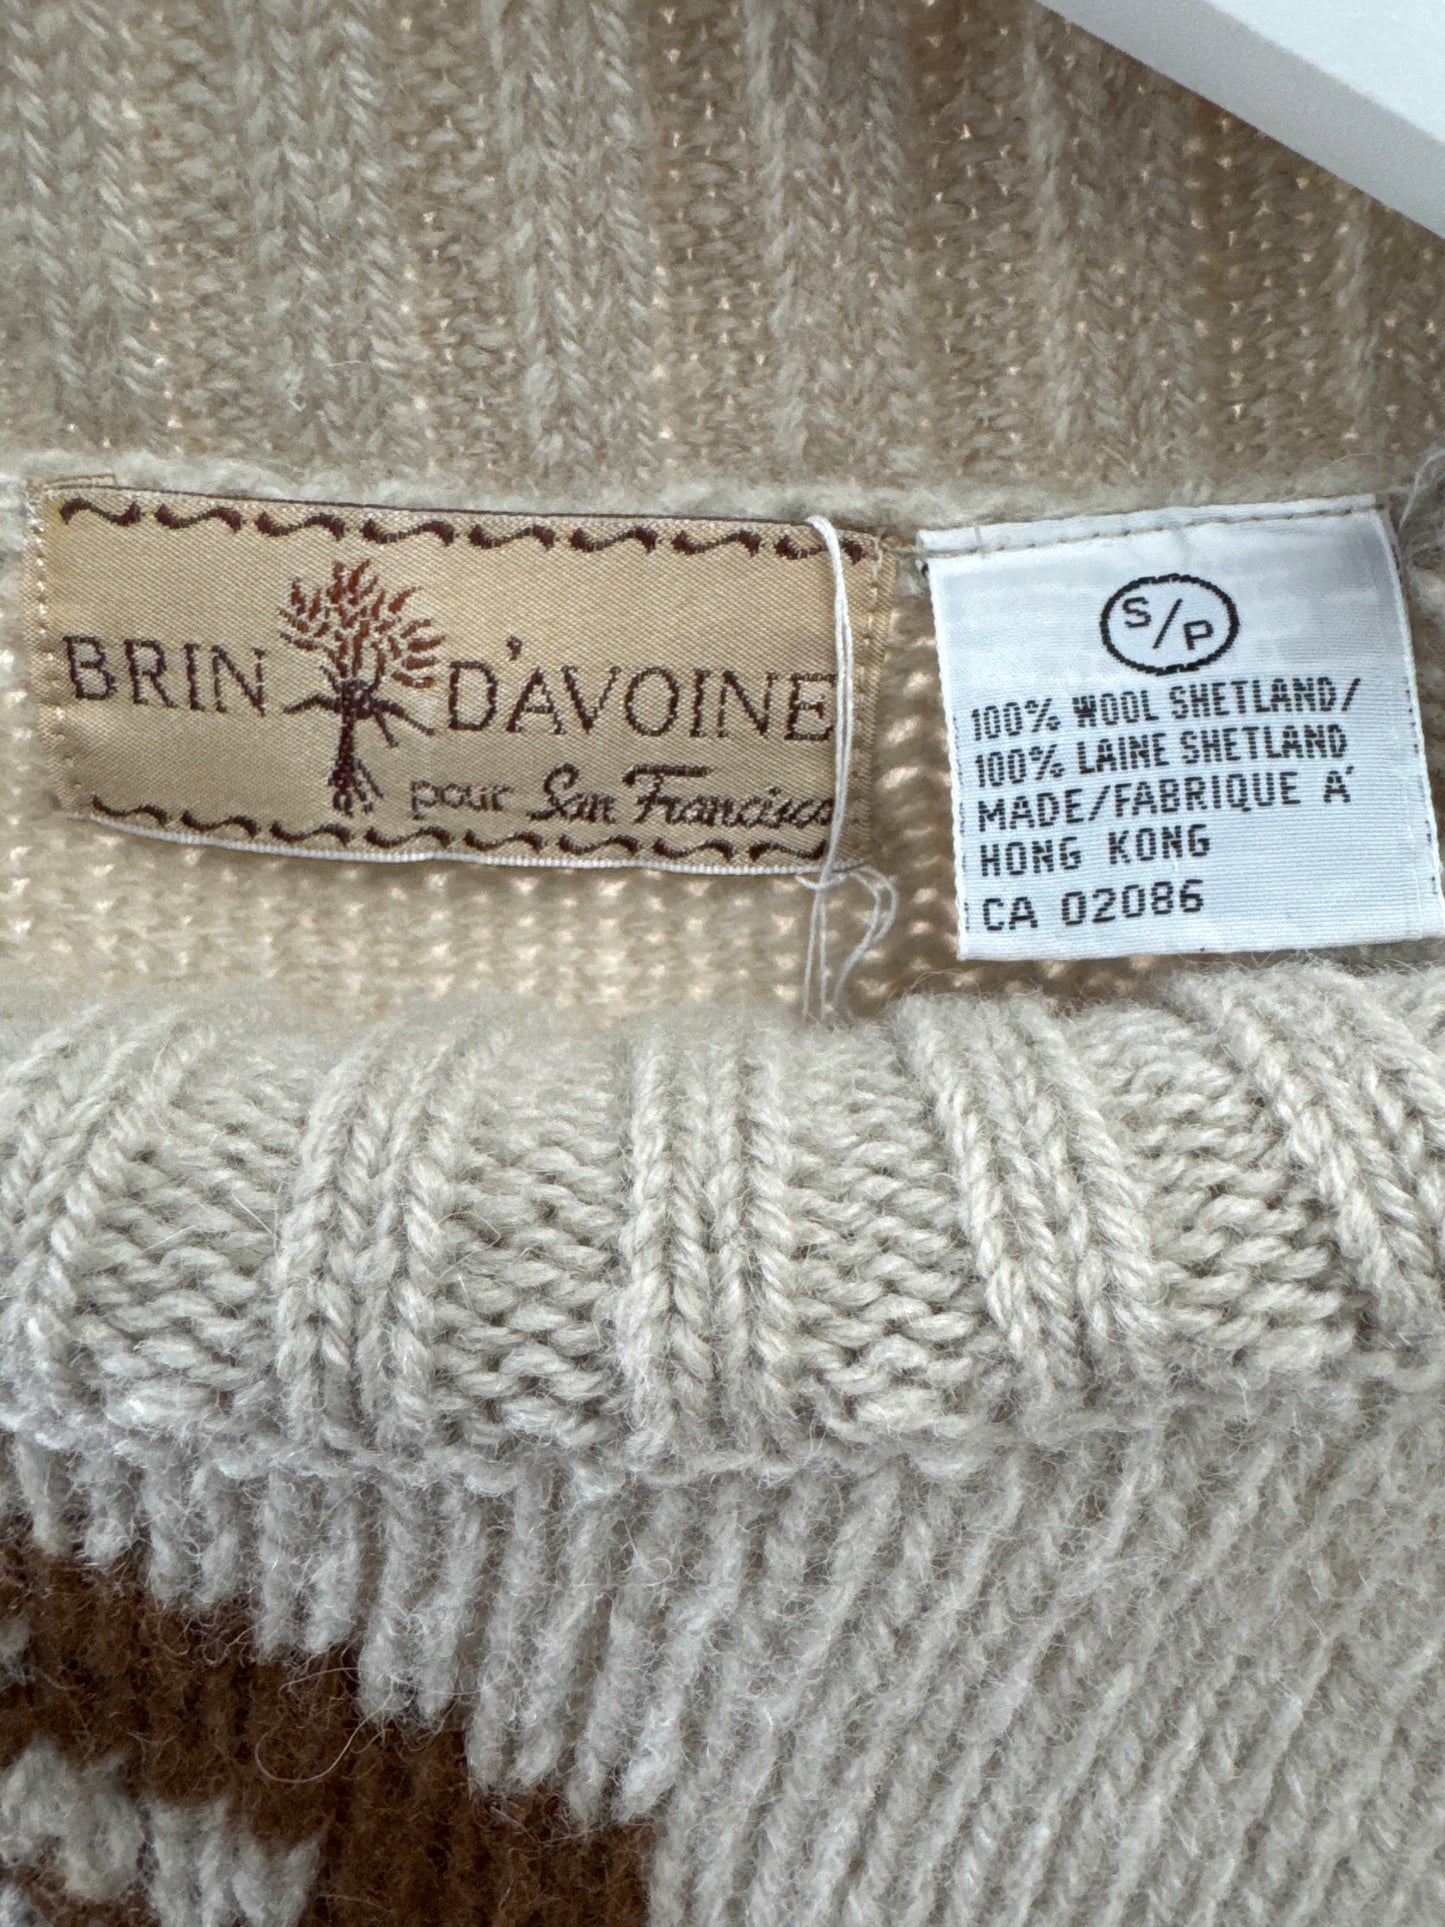 BRIN D'AVOINE
pour San Francisco
S/P
100% WOOL SHETLAND/
100% LAINE SHETLAND
MADE/FABRIQUE À
HONG KONG
CA 02086